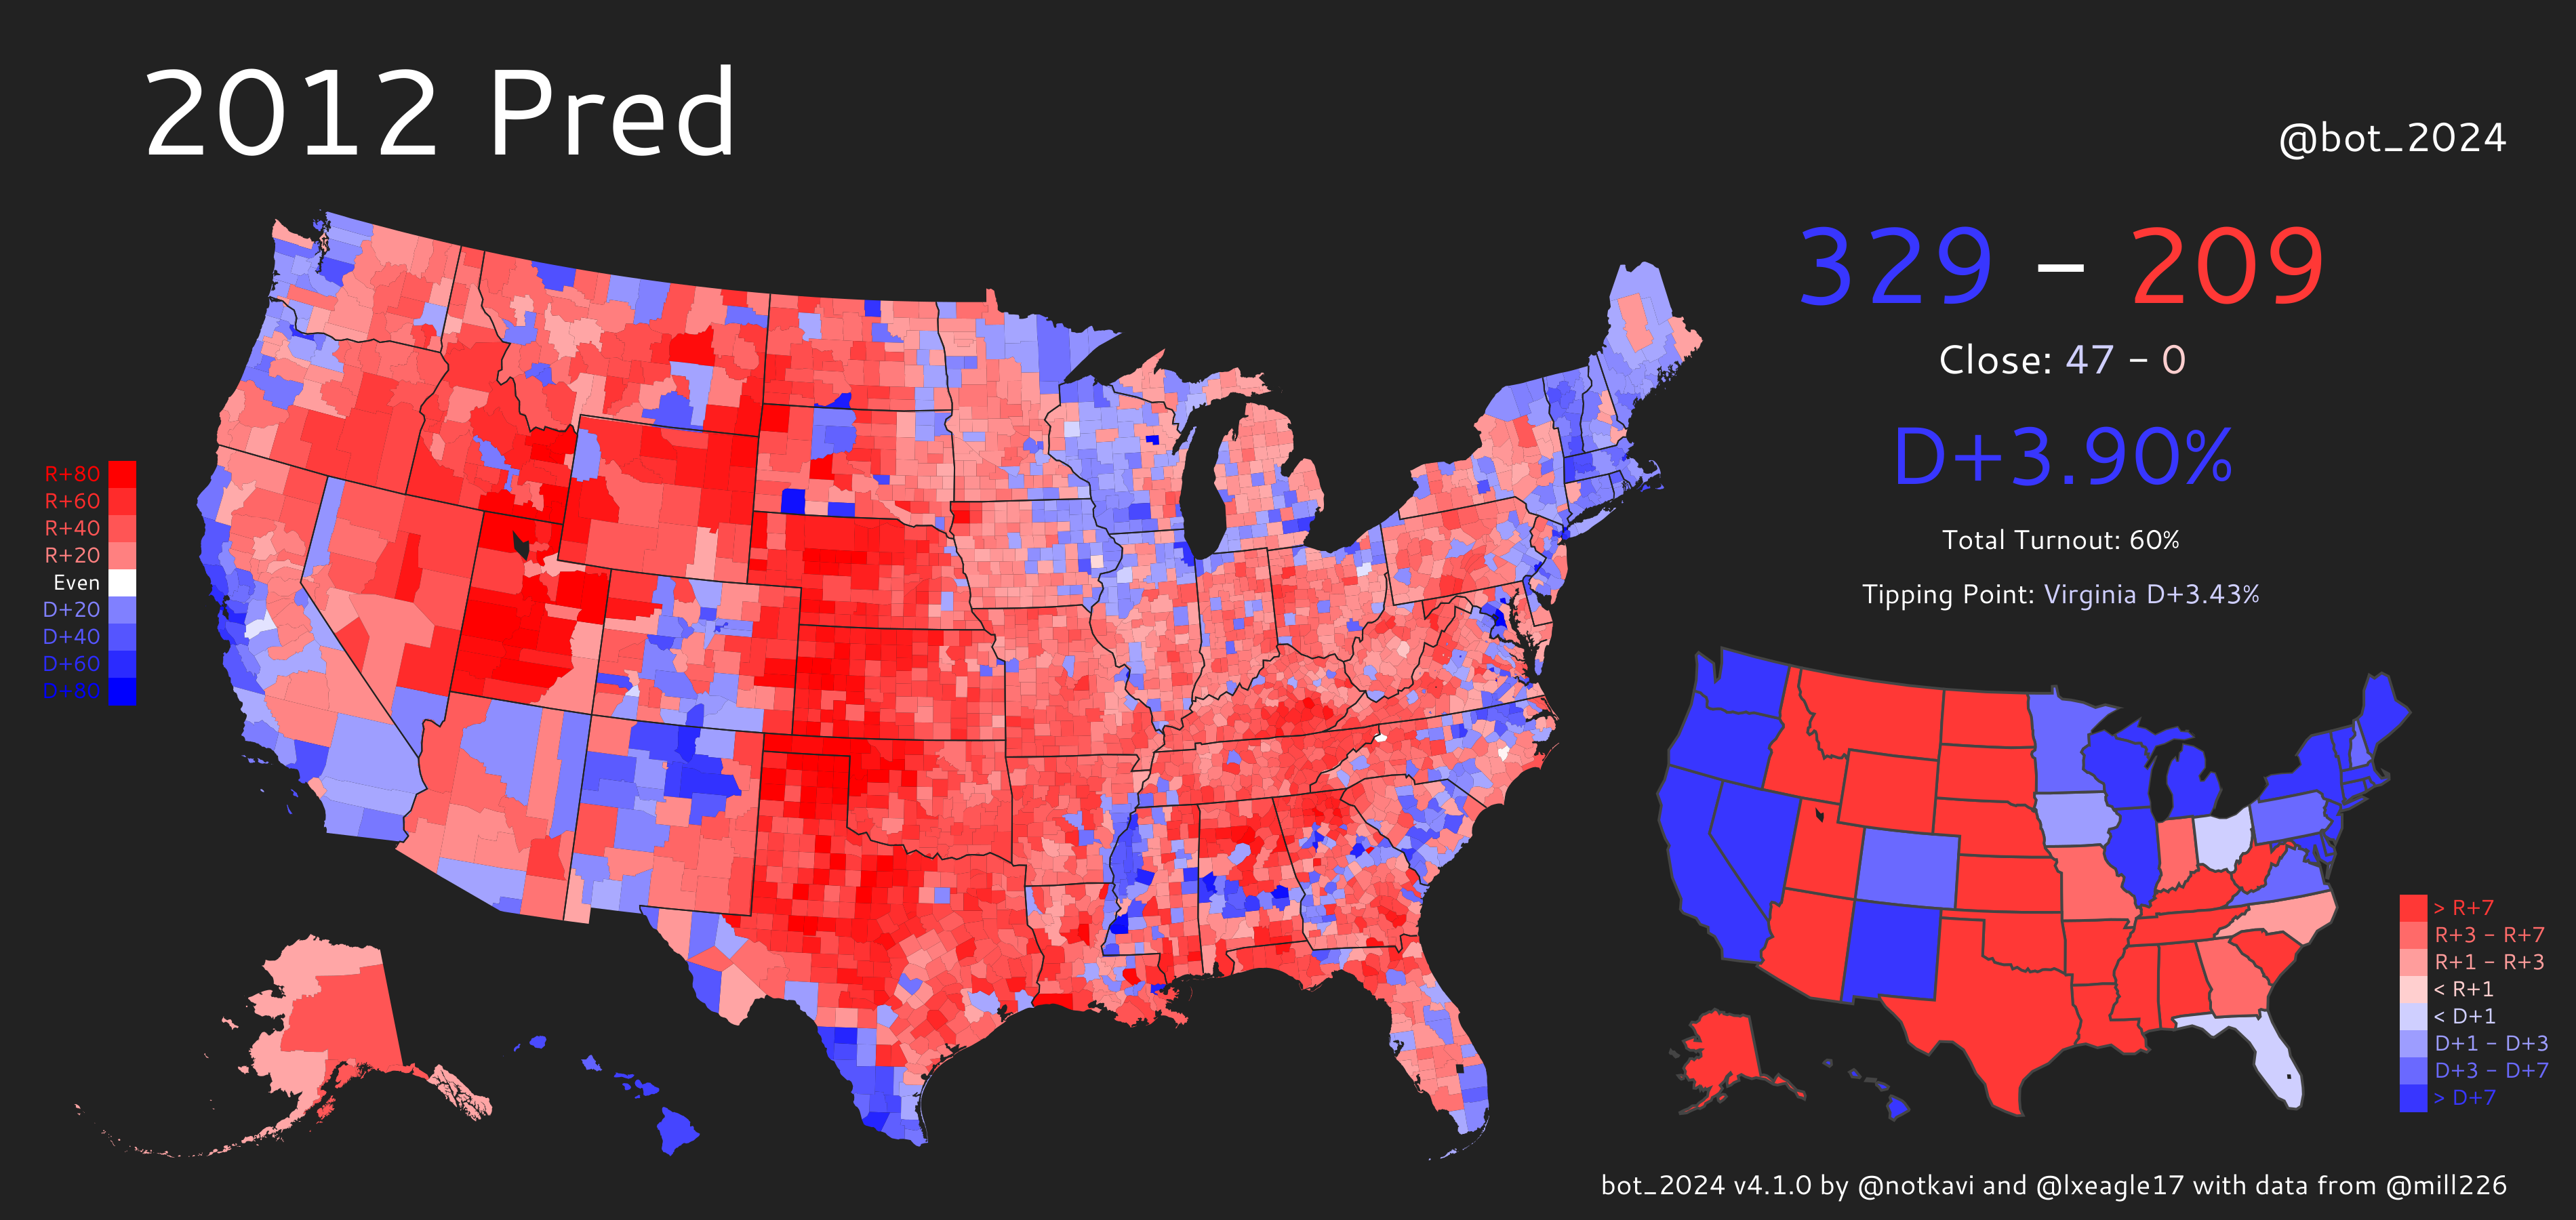 2012 Pred
@bot_2024
329 – 209
Close: 47 - 0
D+3.90%
Total Turnout: 60%
Tipping Point: Virginia D+3.43%
R+80
R+60
R+40
R+20
Even
D+20
D+40
D+60
D+80
> R+7
R+3 - R+7
R+1 - R+3
< R+1
< D+1
D+1 - D+3
D+3 - D+7
> D+7
bot_2024 v4.1.0 by @notkavi and @lxeagle17 with data from @mill226